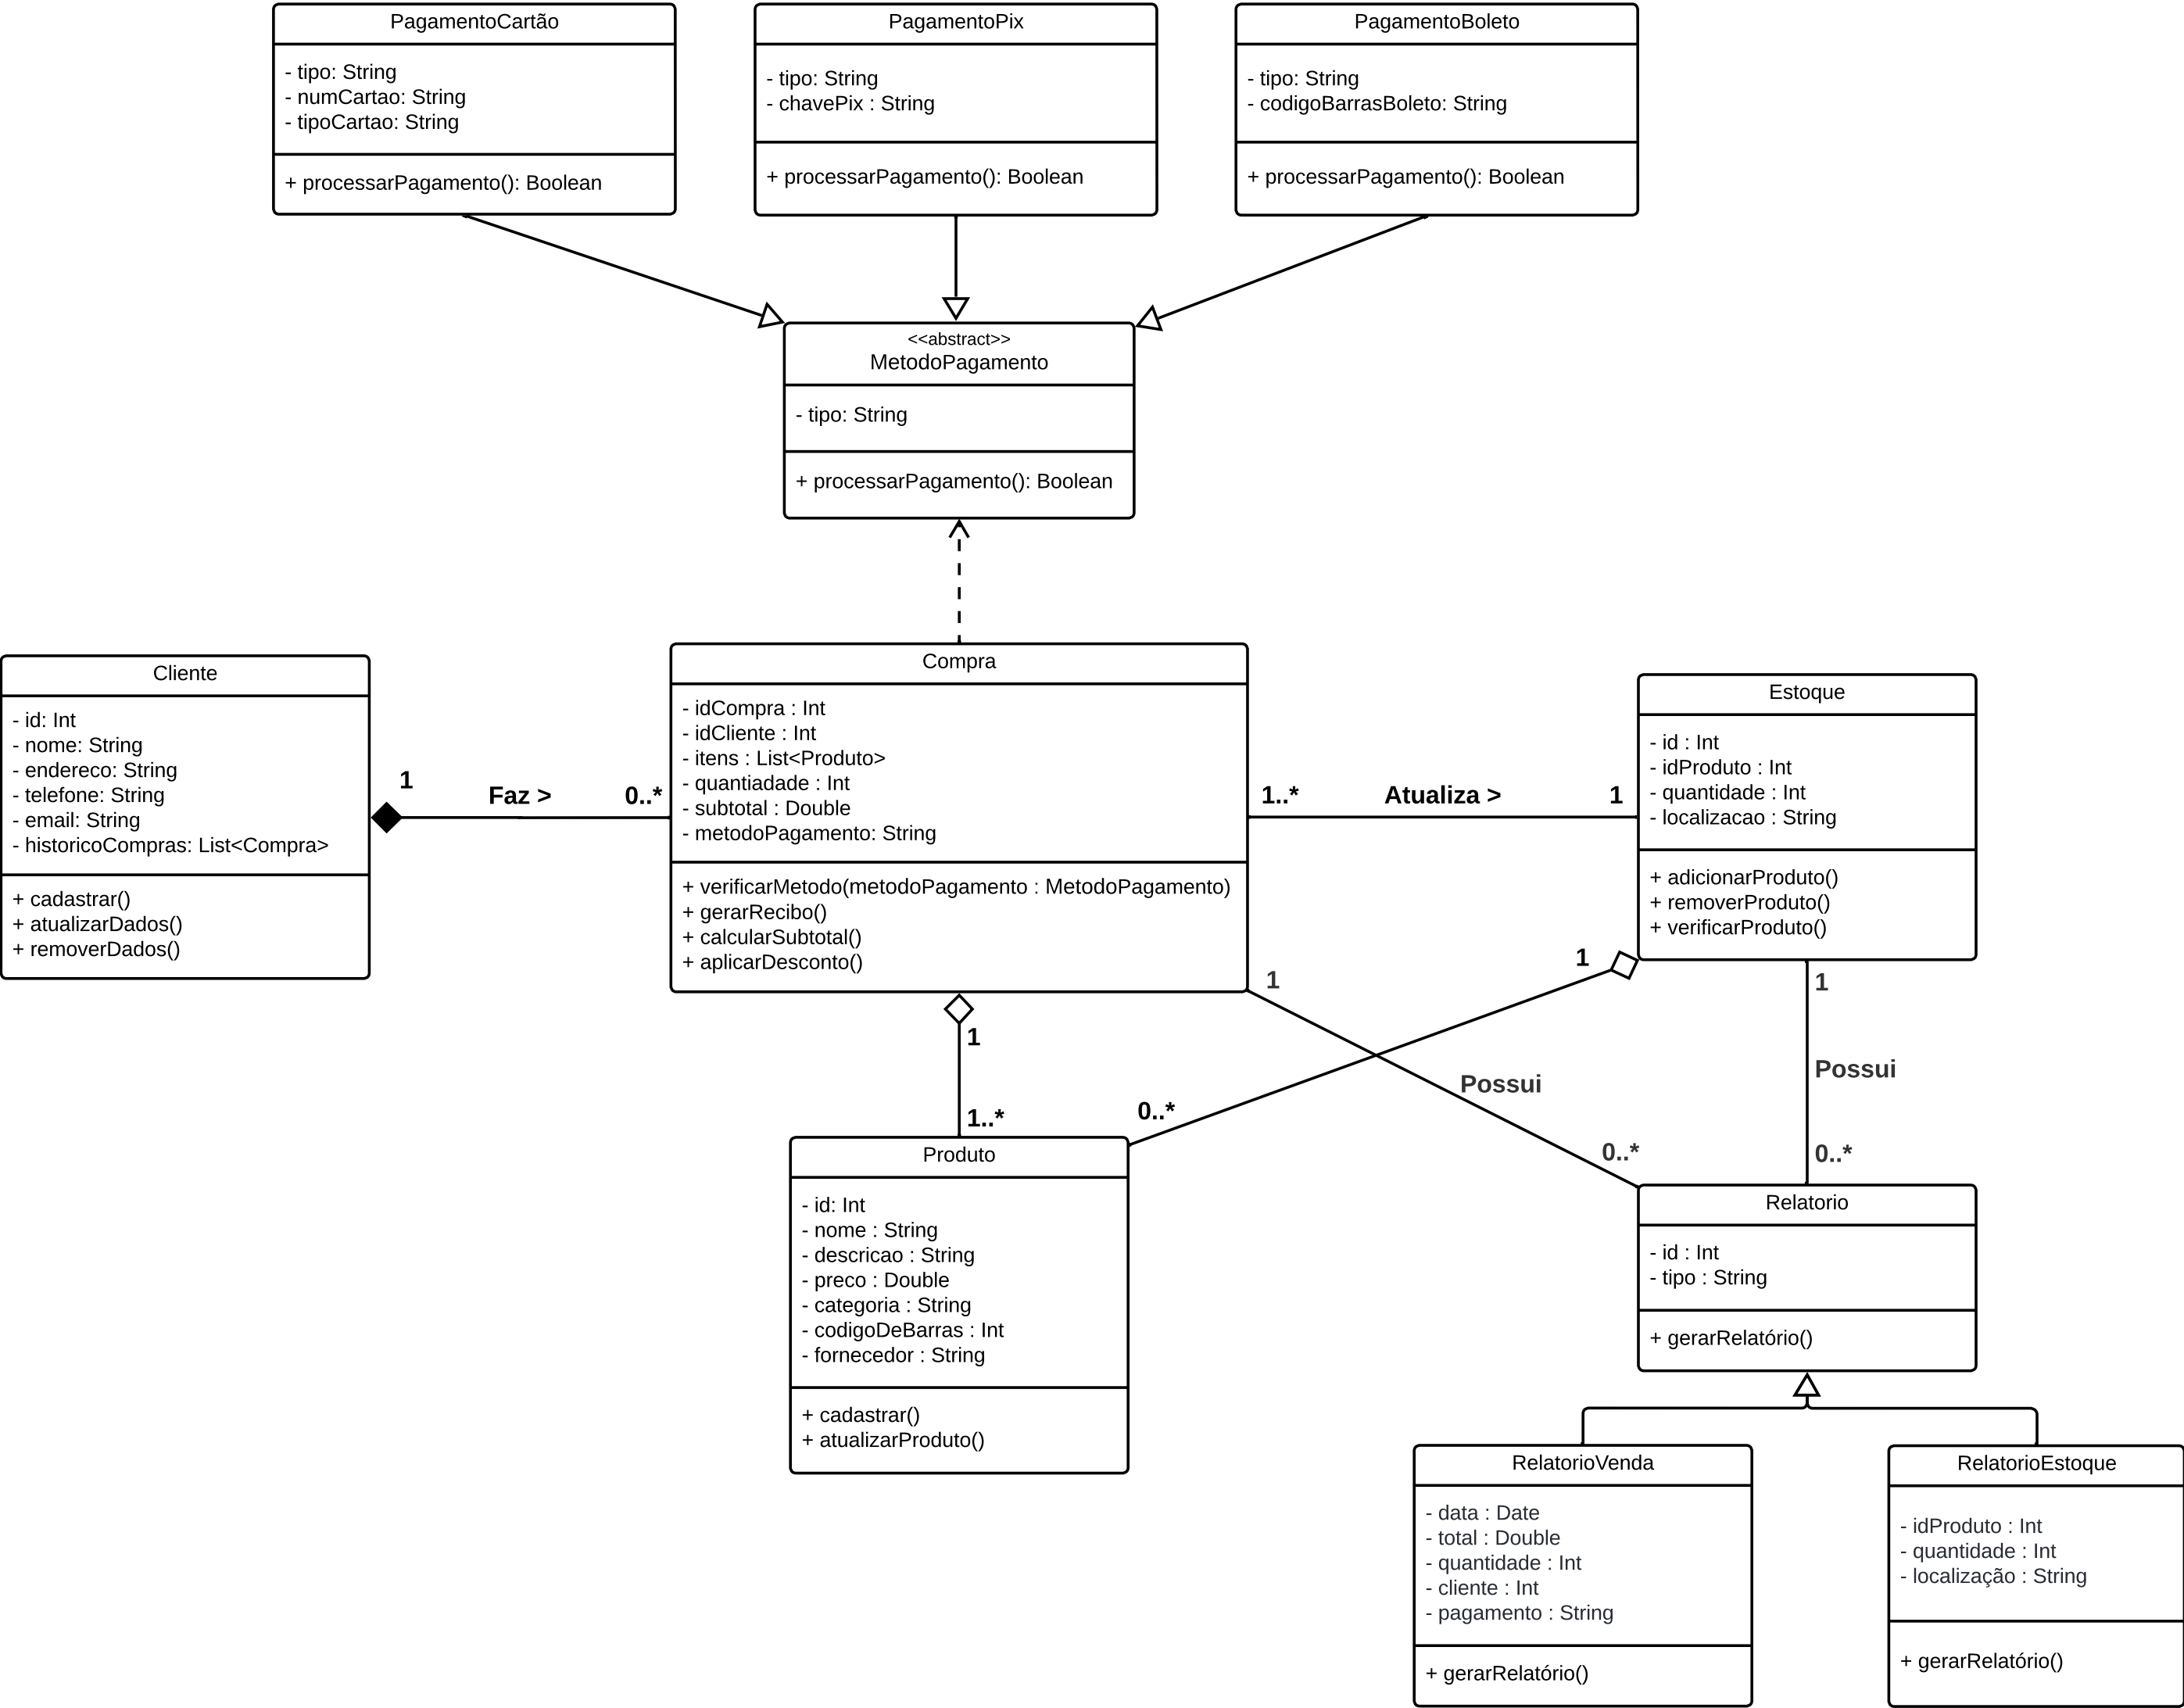 PagamentoCartão
- tipo: String
- numCartao: String
- tipoCartao: String
+ processarPagamento(): Boolean
PagamentoPix
- tipo: String
- chavePix : String
+ processarPagamento(): Boolean
PagamentoBoleto
- tipo: String
- codigoBarrasBoleto: String
+ processarPagamento(): Boolean
<<abstract>>
MetodoPagamento
- tipo: String
+ processarPagamento(): Boolean
Cliente
- id: Int
- nome: String
- endereco: String
- telefone: String
- email: String
- historicoCompras: List<Compra>
+ cadastrar()
+ atualizarDados()
+ removerDados()
1
Faz >
0..*
Compra
- idCompra : Int
- idCliente : Int
- itens : List<Produto>
- quantiadade : Int
- subtotal : Double
- metodoPagamento: String
+ verificarMetodo(metodoPagamento : MetodoPagamento)
+ gerarRecibo()
+ calcularSubtotal()
+ aplicarDesconto()
1..*
Atualiza >
1
Estoque
- id : Int
- idProduto : Int
- quantidade : Int
- localizacao : String
+ adicionarProduto()
+ removerProduto()
+ verificarProduto()
1
1..*
1
0..*
1
Possui
0..*
1
Possui
0..*
Produto
- id: Int
- nome : String
- descricao : String
- preco : Double
- categoria : String
- codigoDeBarras : Int
- fornecedor : String
+ cadastrar()
+ atualizarProduto()
Relatorio
- id : Int
- tipo : String
+ gerarRelatório()
RelatorioVenda
- data : Date
- total : Double
- quantidade : Int
- cliente : Int
- pagamento : String
+ gerarRelatório()
RelatorioEstoque
- idProduto : Int
- quantidade : Int
- localização : String
+ gerarRelatório()